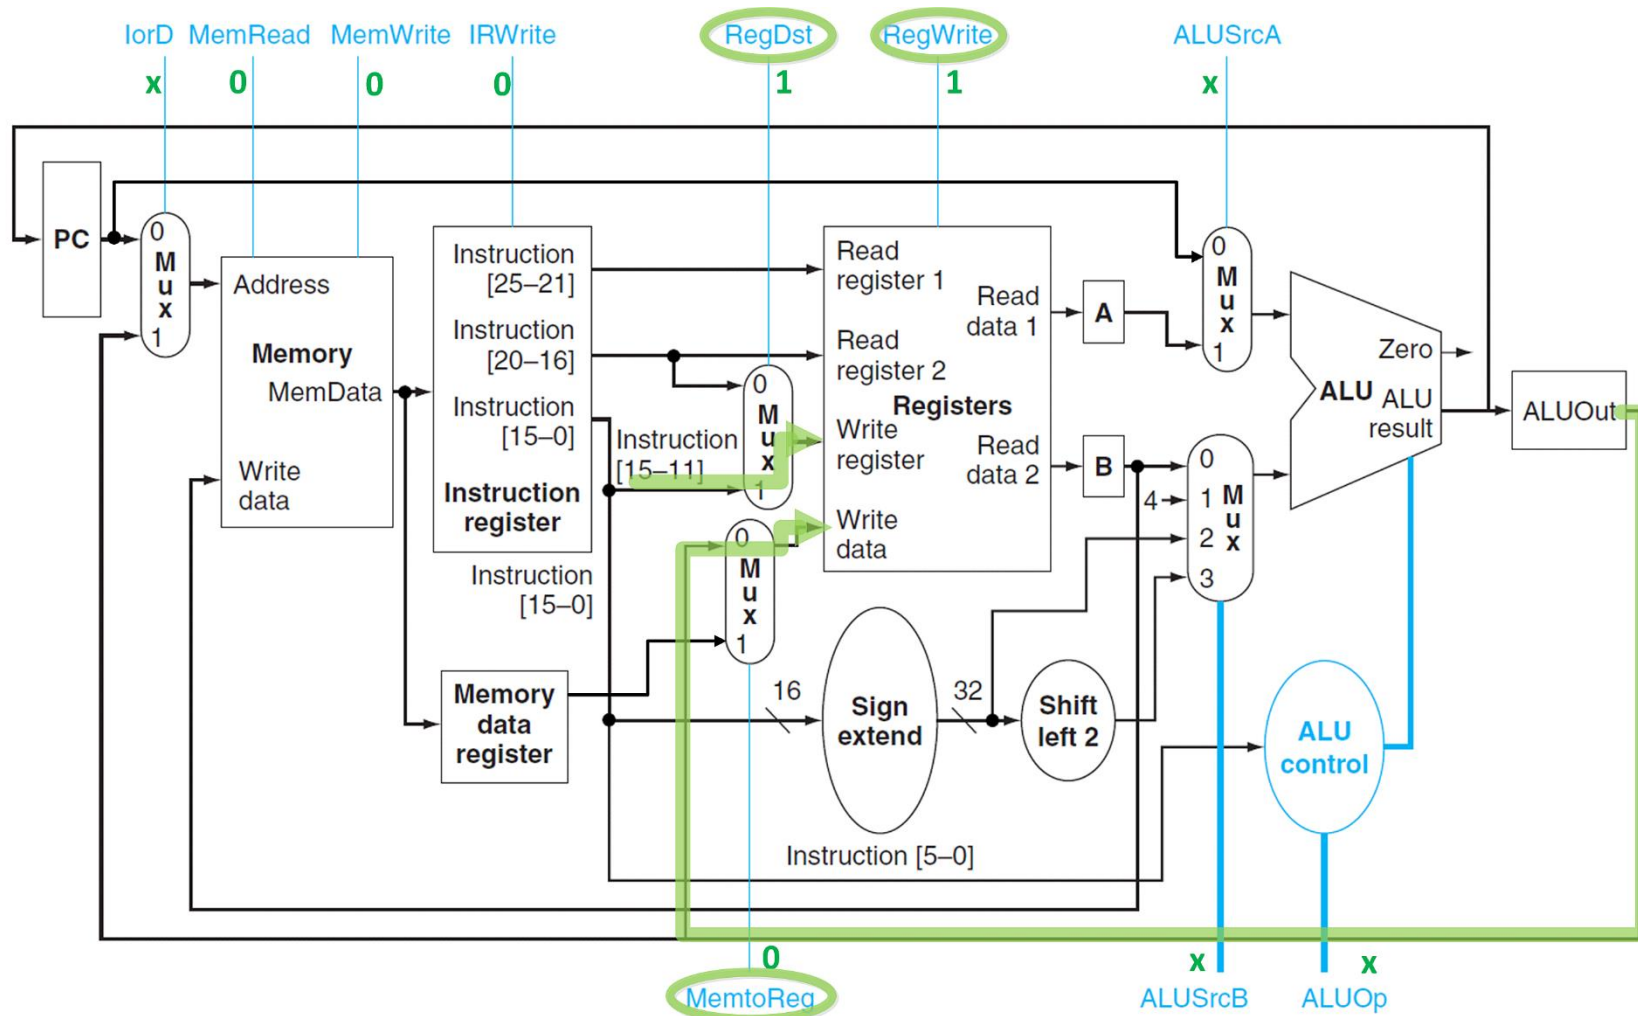 IorD MemRead MemWrite IRWrite RegDst RegWrite ALUSrcA
x 0 0 0 1 1 x
PC
0
M
u
x
1
Address
Memory
MemData
Write
data
Instruction
[25–21]
Instruction
[20–16]
Instruction
[15–0]
Instruction
register
Instruction
[15–0]
Memory
data
register
Instruction
[15–11]
0
M
u
x
1
0
M
u
x
1
Read
register 1
Read
register 2
Registers
Write
register
Write
data
Read
data 1
Read
data 2
A
B
16
Sign
extend
32
Shift
left 2
Instruction [5–0]
0
M
u
x
1
4
0
1
2
3
M
u
x
Zero
ALU
ALU
result
ALUOut
ALU
control
0 x x
MemtoReg ALUSrcB ALUOp